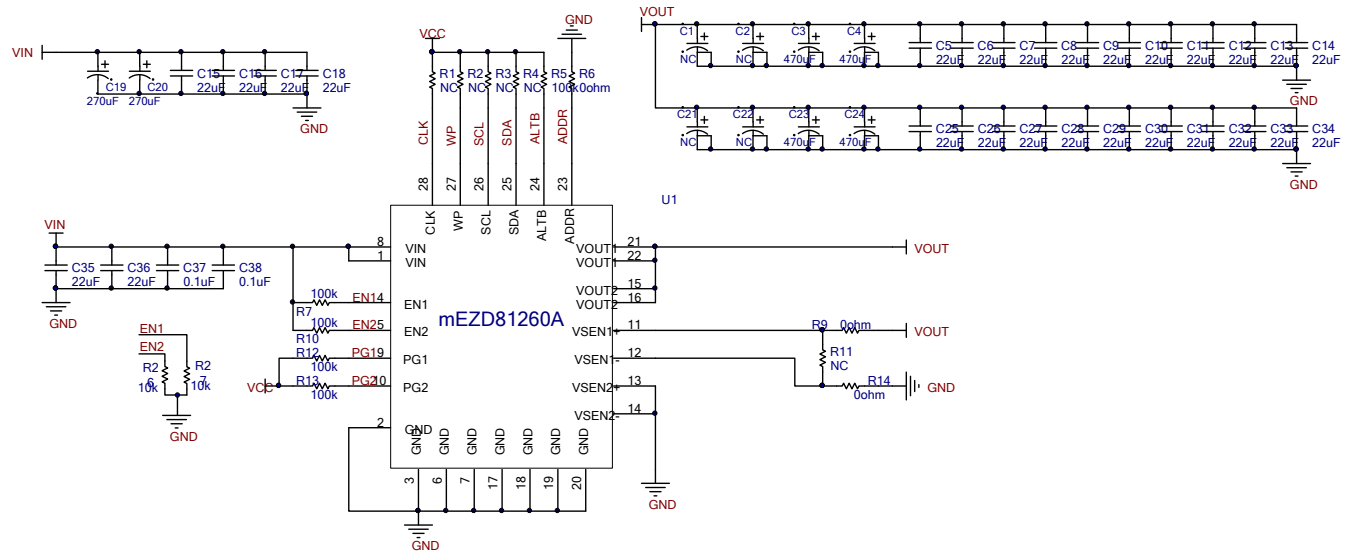 VIN
C19
270uF
C20
270uF
C15
22uF
C16
22uF
C17
22uF
C18
22uF
GND
VCC
GND
R1
NC
R2
NC
R3
NC
R4
NC
R5
100k
R6
0ohm
CLK
WP
SCL
SDA
ALTB
ADDR
28
27
26
25
24
23
VOUT
C1
NC
C2
NC
C3
470uF
C4
470uF
C5
22uF
C6
22uF
C7
22uF
C8
22uF
C9
22uF
C10
22uF
C11
22uF
C12
22uF
C13
22uF
C14
22uF
GND
C21
NC
C22
NC
C23
470uF
C24
470uF
C25
22uF
C26
22uF
C27
22uF
C28
22uF
C29
22uF
C30
22uF
C31
22uF
C32
22uF
C33
22uF
C34
22uF
GND
U1
VIN
C35
22uF
C36
22uF
C37
0.1uF
C38
0.1uF
GND
EN1
EN2
R2
6
10k
R2
7
10k
GND
100k
R7
EN1
4
100k
R10
EN2
5
R12
100k
PG1
9
VCC
R13
100k
PG2
10
8
1
2
CLK
WP
SCL
SDA
ALTB
ADDR
VIN
VIN
EN1
EN2
PG1
PG2
GND
mEZD81260A
VOUT1
VOUT1
VOUT2
VOUT2
VSEN1+
VSEN1-
VSEN2+
VSEN2-
GND
GND
GND
GND
GND
GND
GND
3
6
7
17
18
19
20
GND
21
22
15
16
11
12
13
14
VOUT
R9
0ohm
VOUT
R11
NC
R14
0ohm
GND
GND